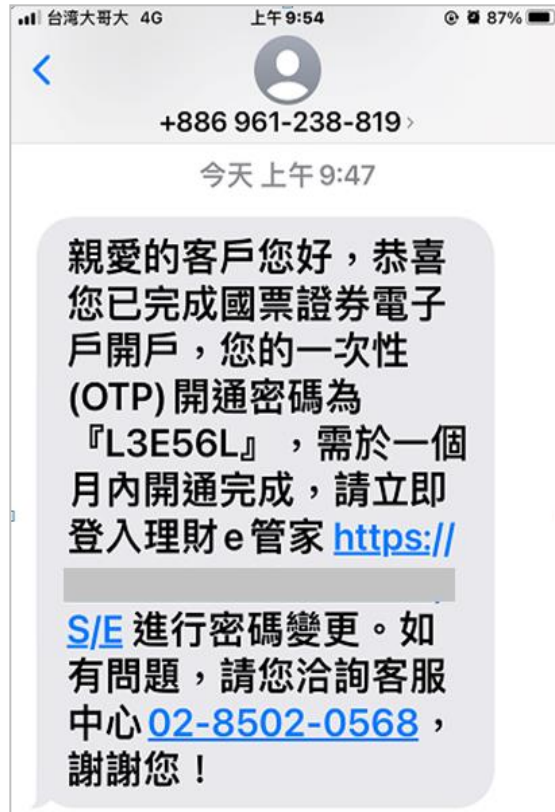 台湾大哥大 4G 上午9:54 87%
+886 961-238-819
今天 上午9:47
親愛的客戶您好，恭喜
您已完成國票證券電子
戶開戶，您的一次性
(OTP) 開通密碼為
『L3E56L』，需於一個
月內開通完成，請立即
登入理財e管家 https://
S/E 進行密碼變更。如
有問題，請您洽詢客服
中心 02-8502-0568，
謝謝您！